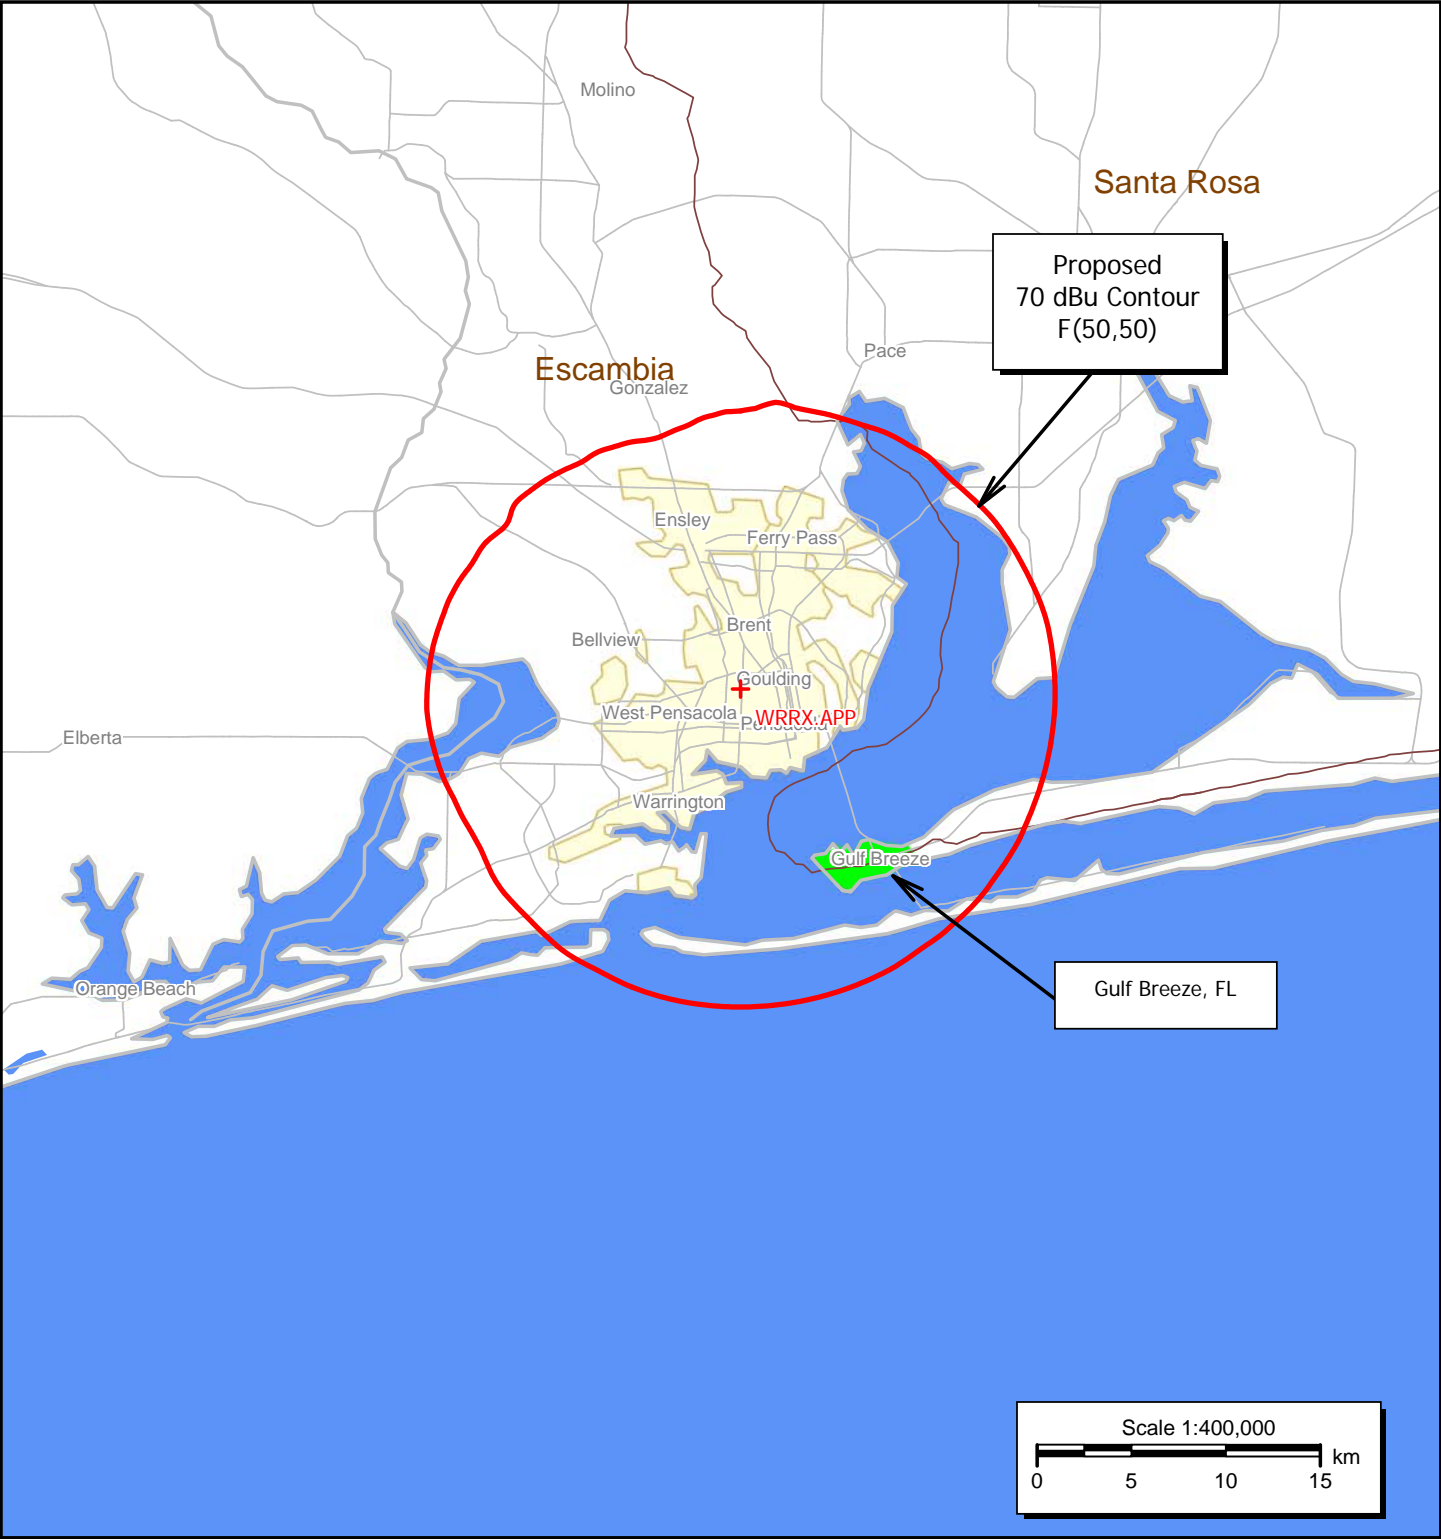 Molino
Santa Rosa
Proposed
70 dBu Contour
F(50,50)
Pace
Escambia
Gonzalez
Ensley
Ferry Pass
Brent
Bellview
Goulding
West Pensacola
WRRX.APP
Pensacola
Elberta
Warrington
Gulf Breeze
Orange Beach
Gulf Breeze, FL
Scale 1:400,000
km
0 5 10 15